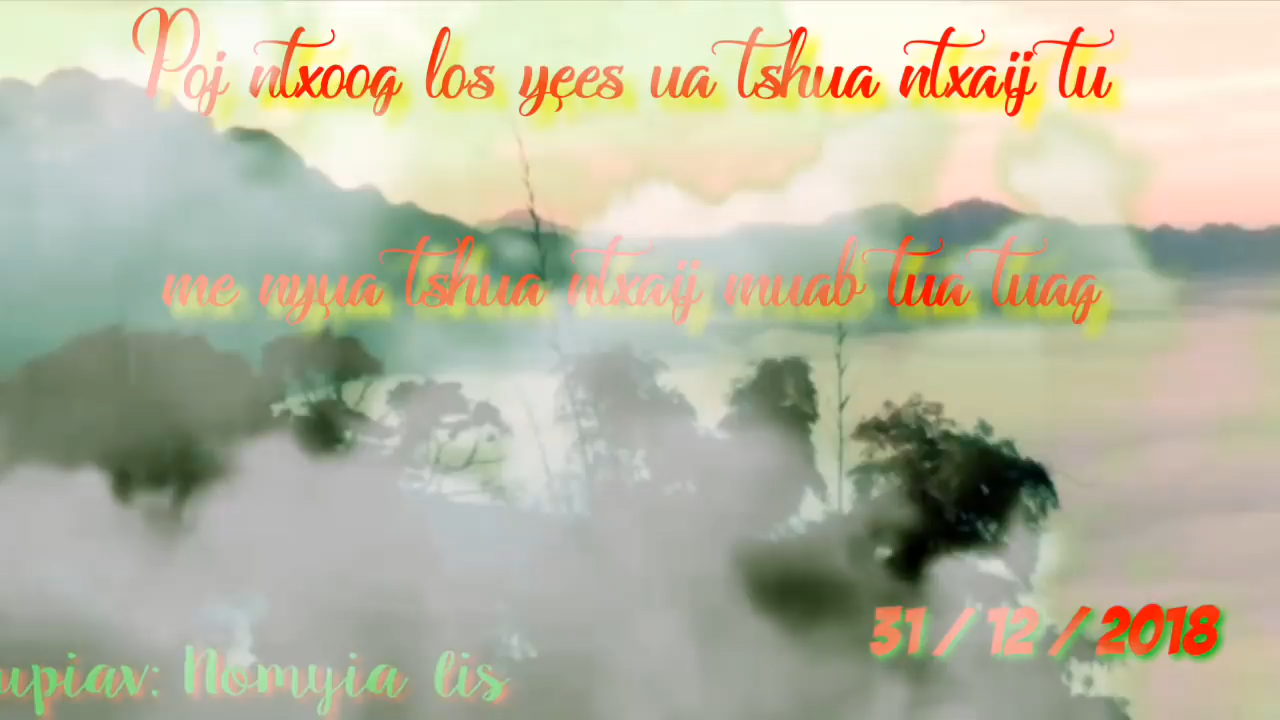 Poj ntxoog los yees ua tshua ntxaij tu
me nyua tshua ntxaij muab tua tuag
31 / 12 / 2018
upiav: Nomyia lis